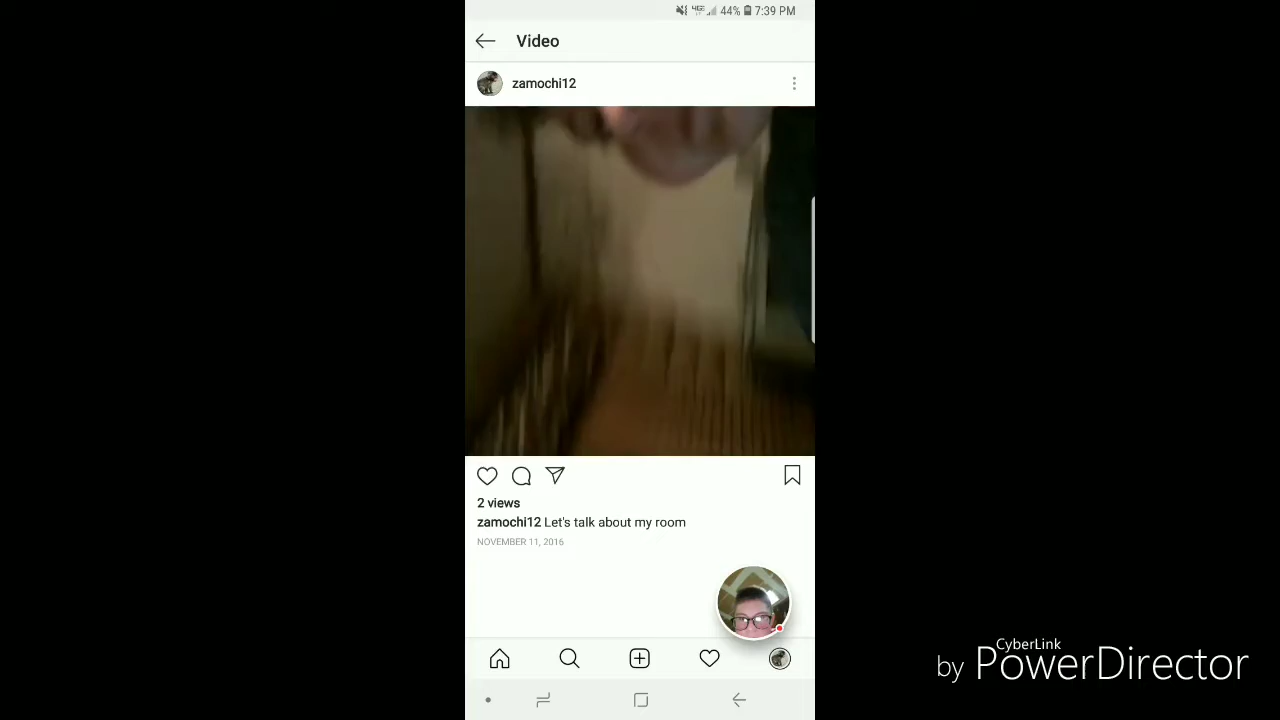 44% 7:39 PM
Video
zamochi12
2 views
zamochi12 Let's talk about my room
NOVEMBER 11, 2016
CyberLink
by PowerDirector